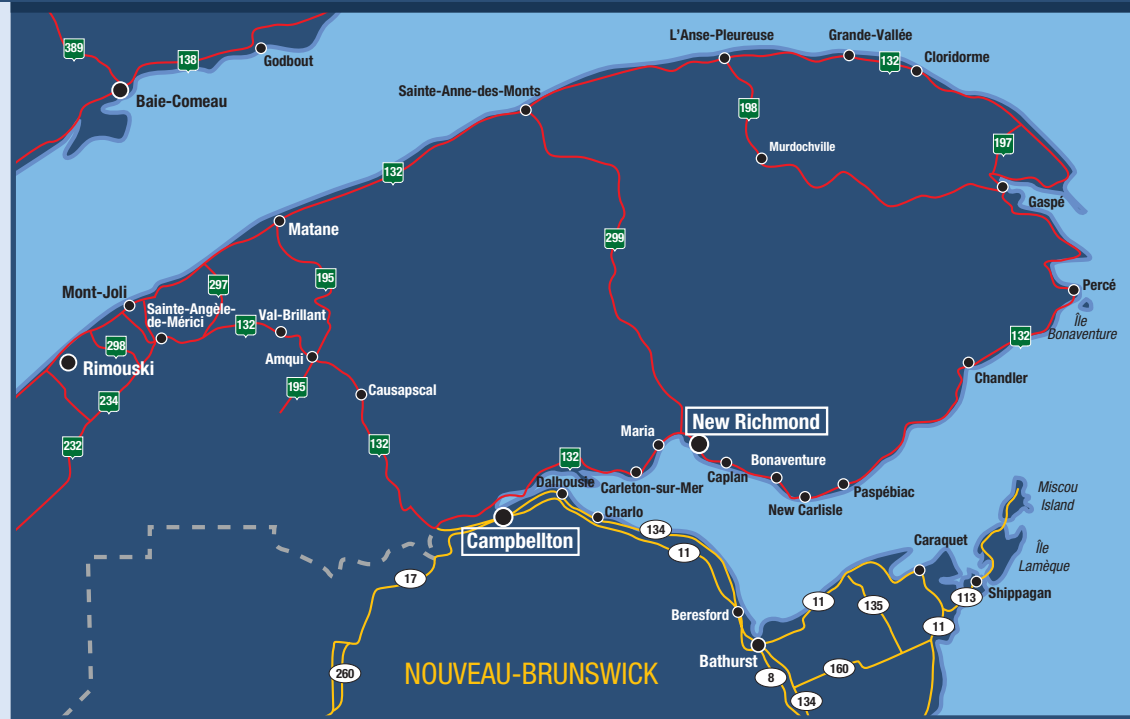 L'Anse-Pleureuse
Grande-Vallée
389
138
Godbout
132
Cloridorme
Baie-Comeau
Sainte-Anne-des-Monts
198
197
Murdochville
132
Gaspé
Matane
299
195
297
Percé
Mont-Joli
Sainte-Angèle-
de-Mérici
Val-Brillant
132
Île
Bonaventure
132
298
Amqui
Rimouski
Chandler
195
Causapscal
234
New Richmond
Maria
232
132
132
Bonaventure
Caplan
Dalhousie
Carleton-sur-Mer
Paspébiac
New Carlisle
Miscou
Island
Charlo
134
Campbellton
11
Caraquet
Île
Lamèque
17
Shippagan
113
11
135
Beresford
11
Bathurst
160
260
NOUVEAU-BRUNSWICK
8
134